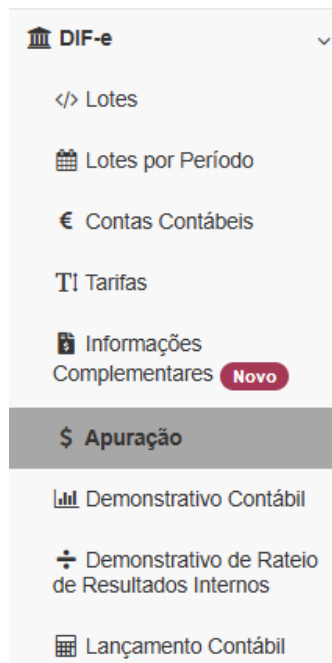 DIF-e
Lotes
Lotes por Período
Contas Contábeis
Tarifas
Informações
Complementares Novo
Apuração
Demonstrativo Contábil
Demonstrativo de Rateio
de Resultados Internos
Lançamento Contábil